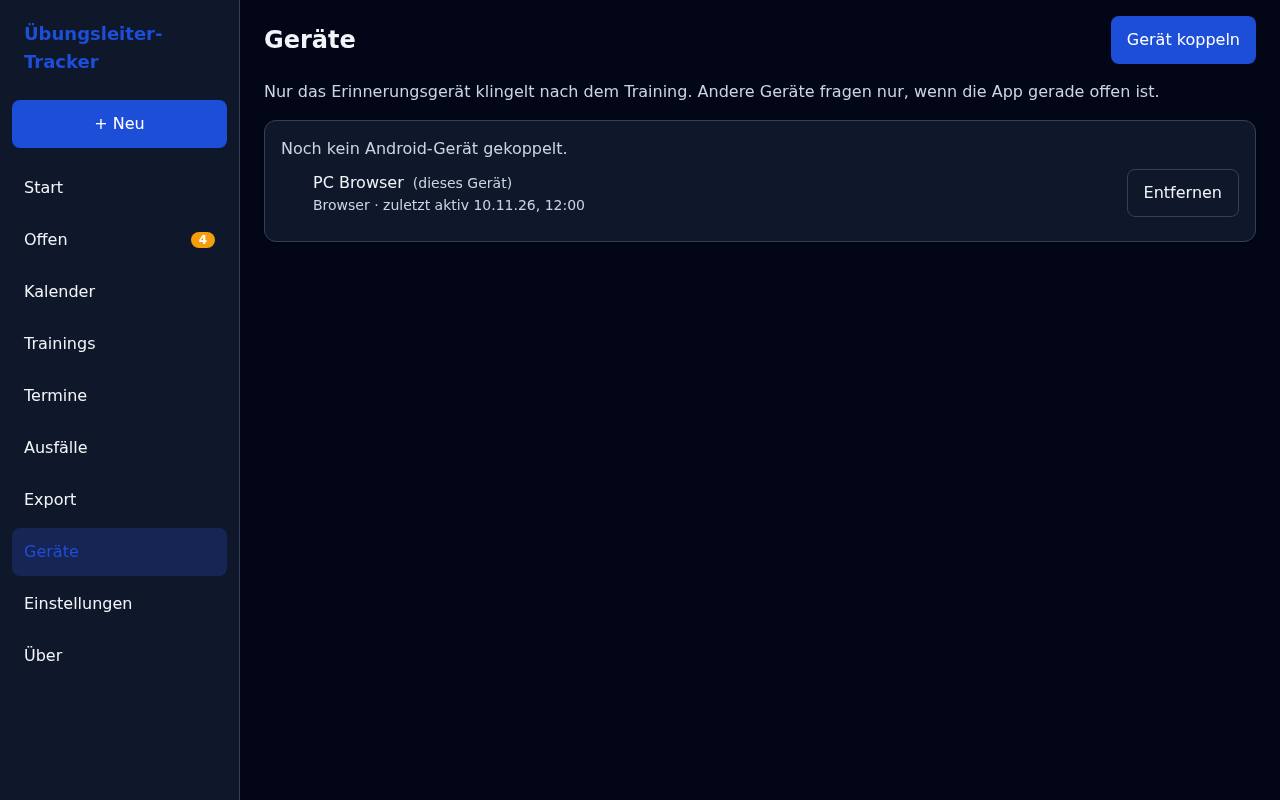 Übungsleiter-
Tracker
+ Neu
Start
Offen 4
Kalender
Trainings
Termine
Ausfälle
Export
Geräte
Einstellungen
Über
Geräte
Gerät koppeln
Nur das Erinnerungsgerät klingelt nach dem Training. Andere Geräte fragen nur, wenn die App gerade offen ist.
Noch kein Android-Gerät gekoppelt.
PC Browser (dieses Gerät)
Browser · zuletzt aktiv 10.11.26, 12:00
Entfernen